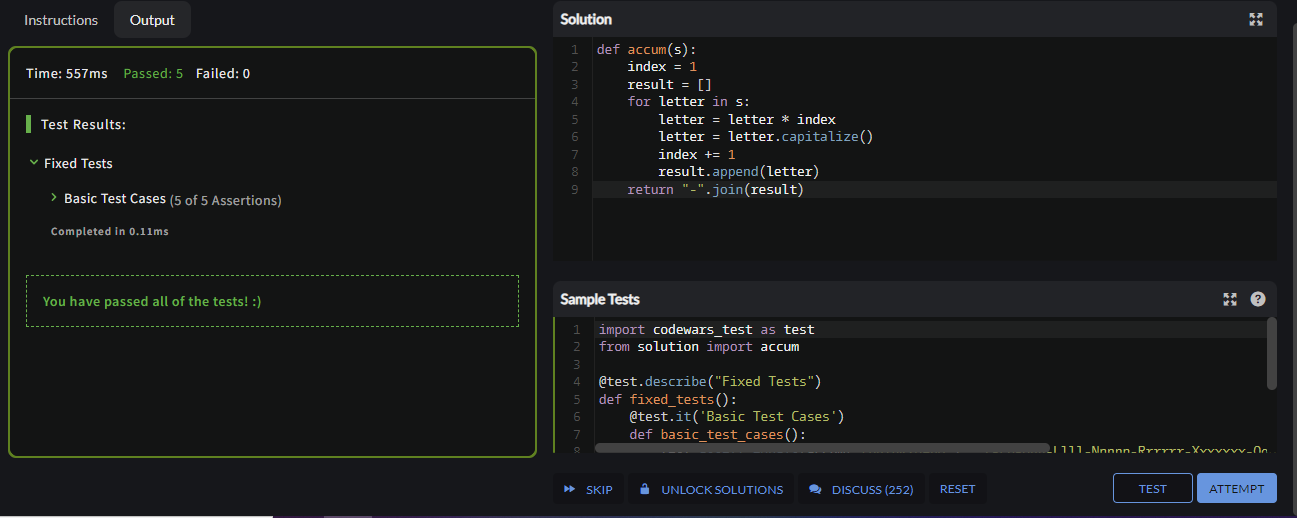 Instructions
Output
Time: 557ms Passed: 5 Failed: 0
Test Results:
Fixed Tests
Basic Test Cases (5 of 5 Assertions)
Completed in 0.11ms
You have passed all of the tests! :)
Solution
1 def accum(s):
2 index = 1
3 result = []
4 for letter in s:
5 letter = letter * index
6 letter = letter.capitalize()
7 index += 1
8 result.append(letter)
9 return "-".join(result)
Sample Tests
?
1 import codewars_test as test
2 from solution import accum
3
4 @test.describe("Fixed Tests")
5 def fixed_tests():
6 @test.it('Basic Test Cases')
7 def basic_test_cases():
8 -Llll-Nnnnn-Rrrrrr-Xxxxxxx-
SKIP
UNLOCK SOLUTIONS
DISCUSS (252)
RESET
TEST
ATTEMPT